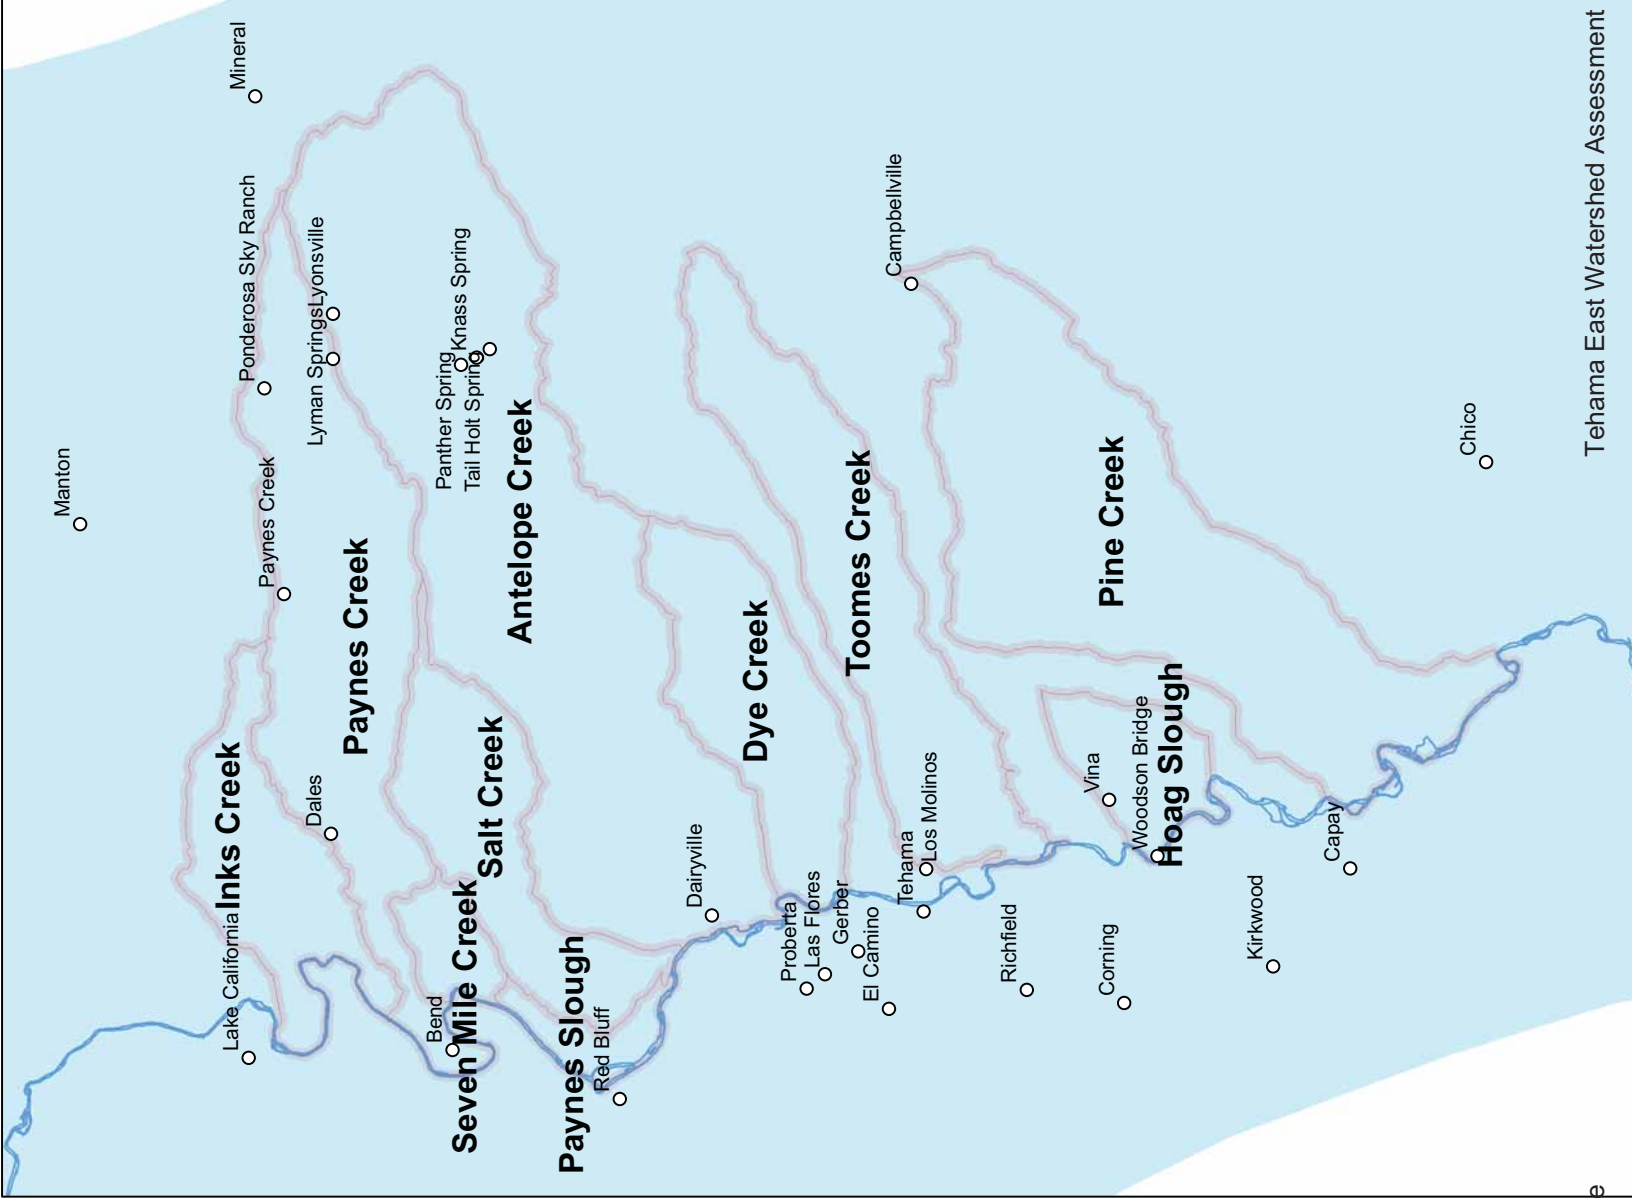 Manton
Mineral
Ponderosa Sky Ranch
Paynes Creek
Lyonsville
Lyman Springs
Knass Spring
Panther Spring
Tail Holt Spring
Lake California
Inks Creek
Dales
Paynes Creek
Antelope Creek
Bend
Seven Mile Creek
Salt Creek
Paynes Slough
Red Bluff
Dairyville
Dye Creek
Proberta
Las Flores
Gerber
El Camino
Tehama
Los Molinos
Toomes Creek
Campbellville
Richfield
Corning
Vina
Woodson Bridge
Hoag Slough
Pine Creek
Kirkwood
Capay
Chico
Tehama East Watershed Assessment
e